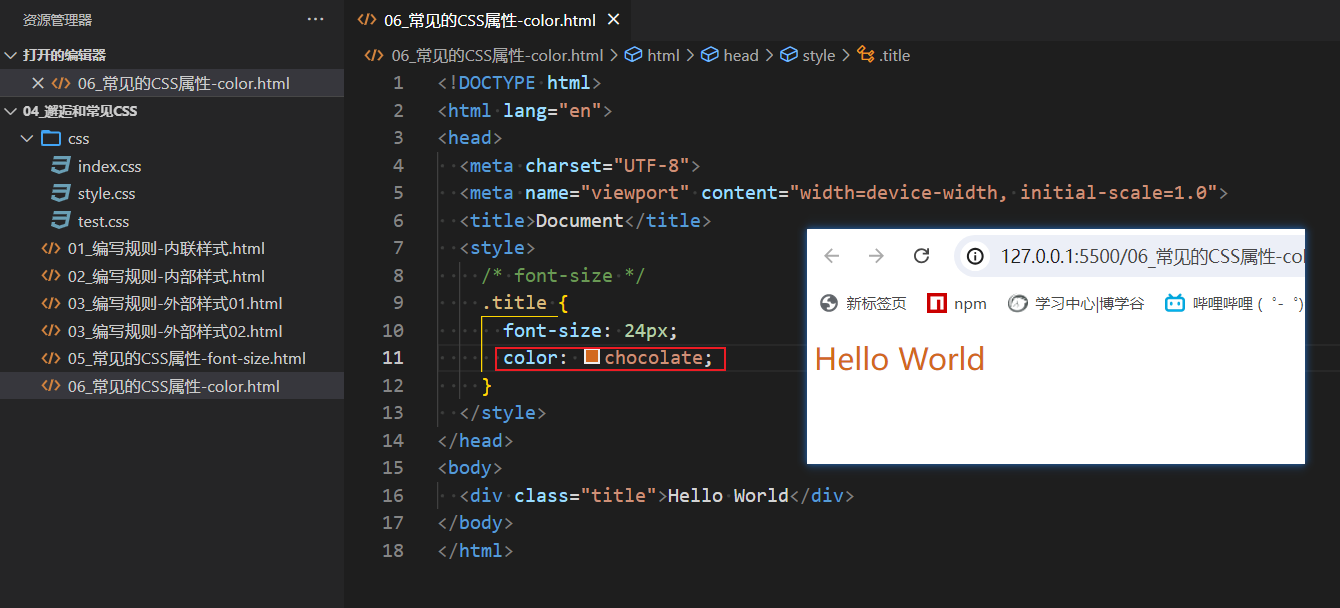 资源管理器 ···
打开的编辑器
06_常见的CSS属性-color.html
04_邂逅和常见CSS
css
index.css
style.css
test.css
01_编写规则-内联样式.html
02_编写规则-内部样式.html
03_编写规则-外部样式01.html
03_编写规则-外部样式02.html
05_常见的CSS属性-font-size.html
06_常见的CSS属性-color.html
06_常见的CSS属性-color.html
06_常见的CSS属性-color.html > html > head > style > .title
1 <!DOCTYPE html>
2 <html lang="en">
3 <head>
4 <meta charset="UTF-8">
5 <meta name="viewport" content="width=device-width, initial-scale=1.0">
6 <title>Document</title>
7 <style>
8 /* font-size */
9 .title {
10 font-size: 24px;
11 color: chocolate;
12 }
13 </style>
14 </head>
15 <body>
16 <div class="title">Hello World</div>
17 </body>
18 </html>
127.0.0.1:5500/06_常见的CSS属性-col
新标签页 npm 学习中心|博学谷 哔哩哔哩 (゜-゜)
Hello World